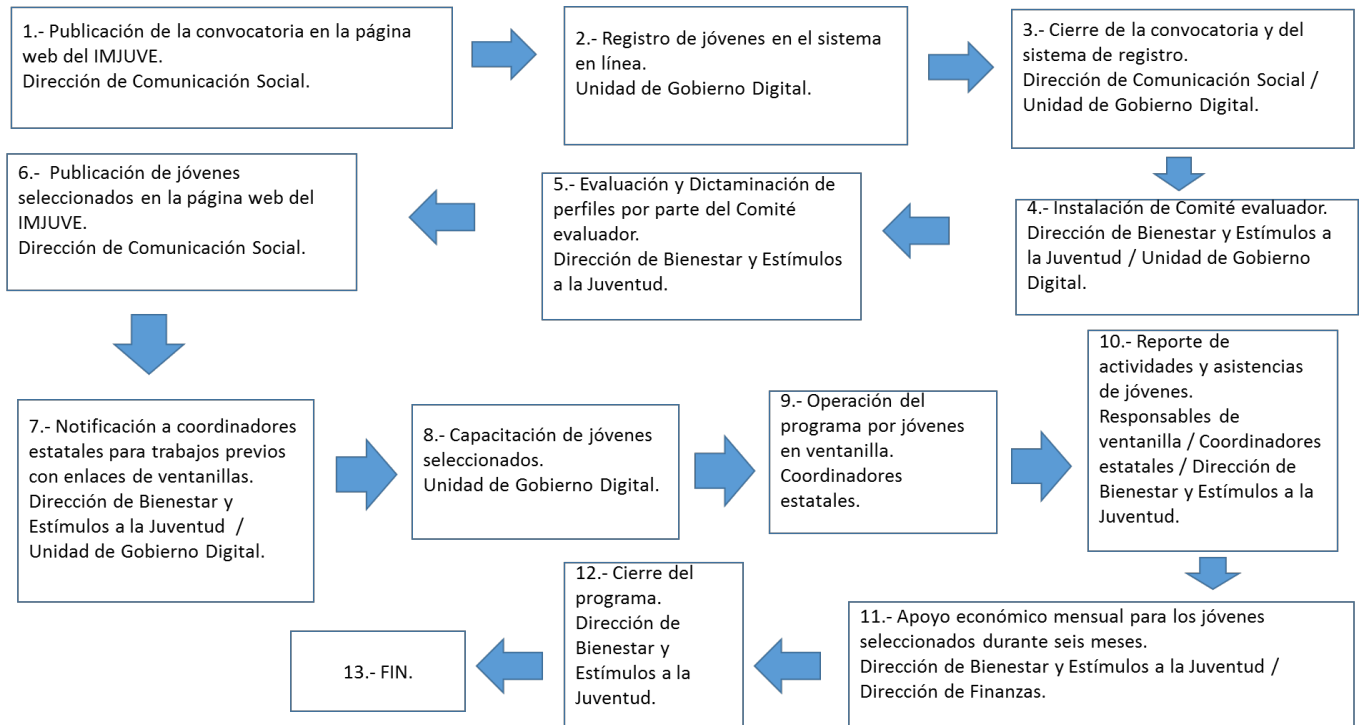 1.- Publicación de la convocatoria en la página
web del IMJUVE.
Dirección de Comunicación Social.
2.- Registro de jóvenes en el sistema
en línea.
Unidad de Gobierno Digital.
3.- Cierre de la convocatoria y del
sistema de registro.
Dirección de Comunicación Social /
Unidad de Gobierno Digital.
4.- Instalación de Comité evaluador.
Dirección de Bienestar y Estímulos a
la Juventud / Unidad de Gobierno
Digital.
5.- Evaluación y Dictaminación de
perfiles por parte del Comité
evaluador.
Dirección de Bienestar y Estímulos
a la Juventud.
6.- Publicación de jóvenes
seleccionados en la página web del
IMJUVE.
Dirección de Comunicación Social.
7.- Notificación a coordinadores
estatales para trabajos previos
con enlaces de ventanillas.
Dirección de Bienestar y
Estímulos a la Juventud /
Unidad de Gobierno Digital.
8.- Capacitación de jóvenes
seleccionados.
Unidad de Gobierno Digital.
9.- Operación del
programa por jóvenes
en ventanilla.
Coordinadores
estatales.
10.- Reporte de
actividades y asistencias
de jóvenes.
Responsables de
ventanilla / Coordinadores
estatales / Dirección de
Bienestar y Estímulos a la
Juventud.
11.- Apoyo económico mensual para los jóvenes
seleccionados durante seis meses.
Dirección de Bienestar y Estímulos a la Juventud /
Dirección de Finanzas.
12.- Cierre del
programa.
Dirección de
Bienestar y
Estímulos a la
Juventud.
13.- FIN.